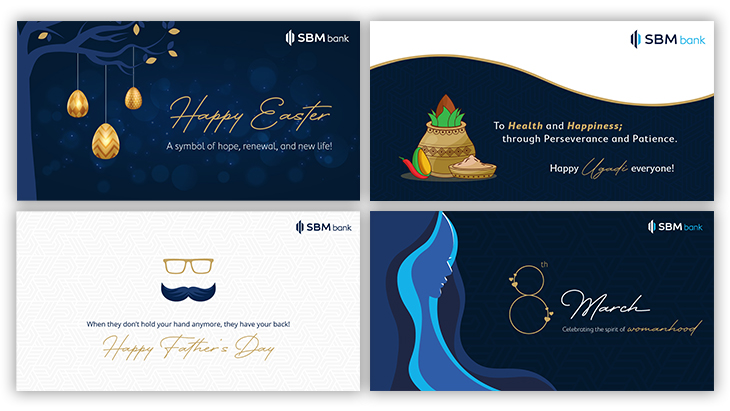 SBM bank
Happy Easter
A symbol of hope, renewal, and new life!
SBM bank
To Health and Happiness;
through Perseverance and Patience.
Happy Ugadi everyone!
SBM bank
When they don't hold your hand anymore, they have your back!
Happy Father's Day
SBM bank
8th
March
Celebrating the spirit of womanhood